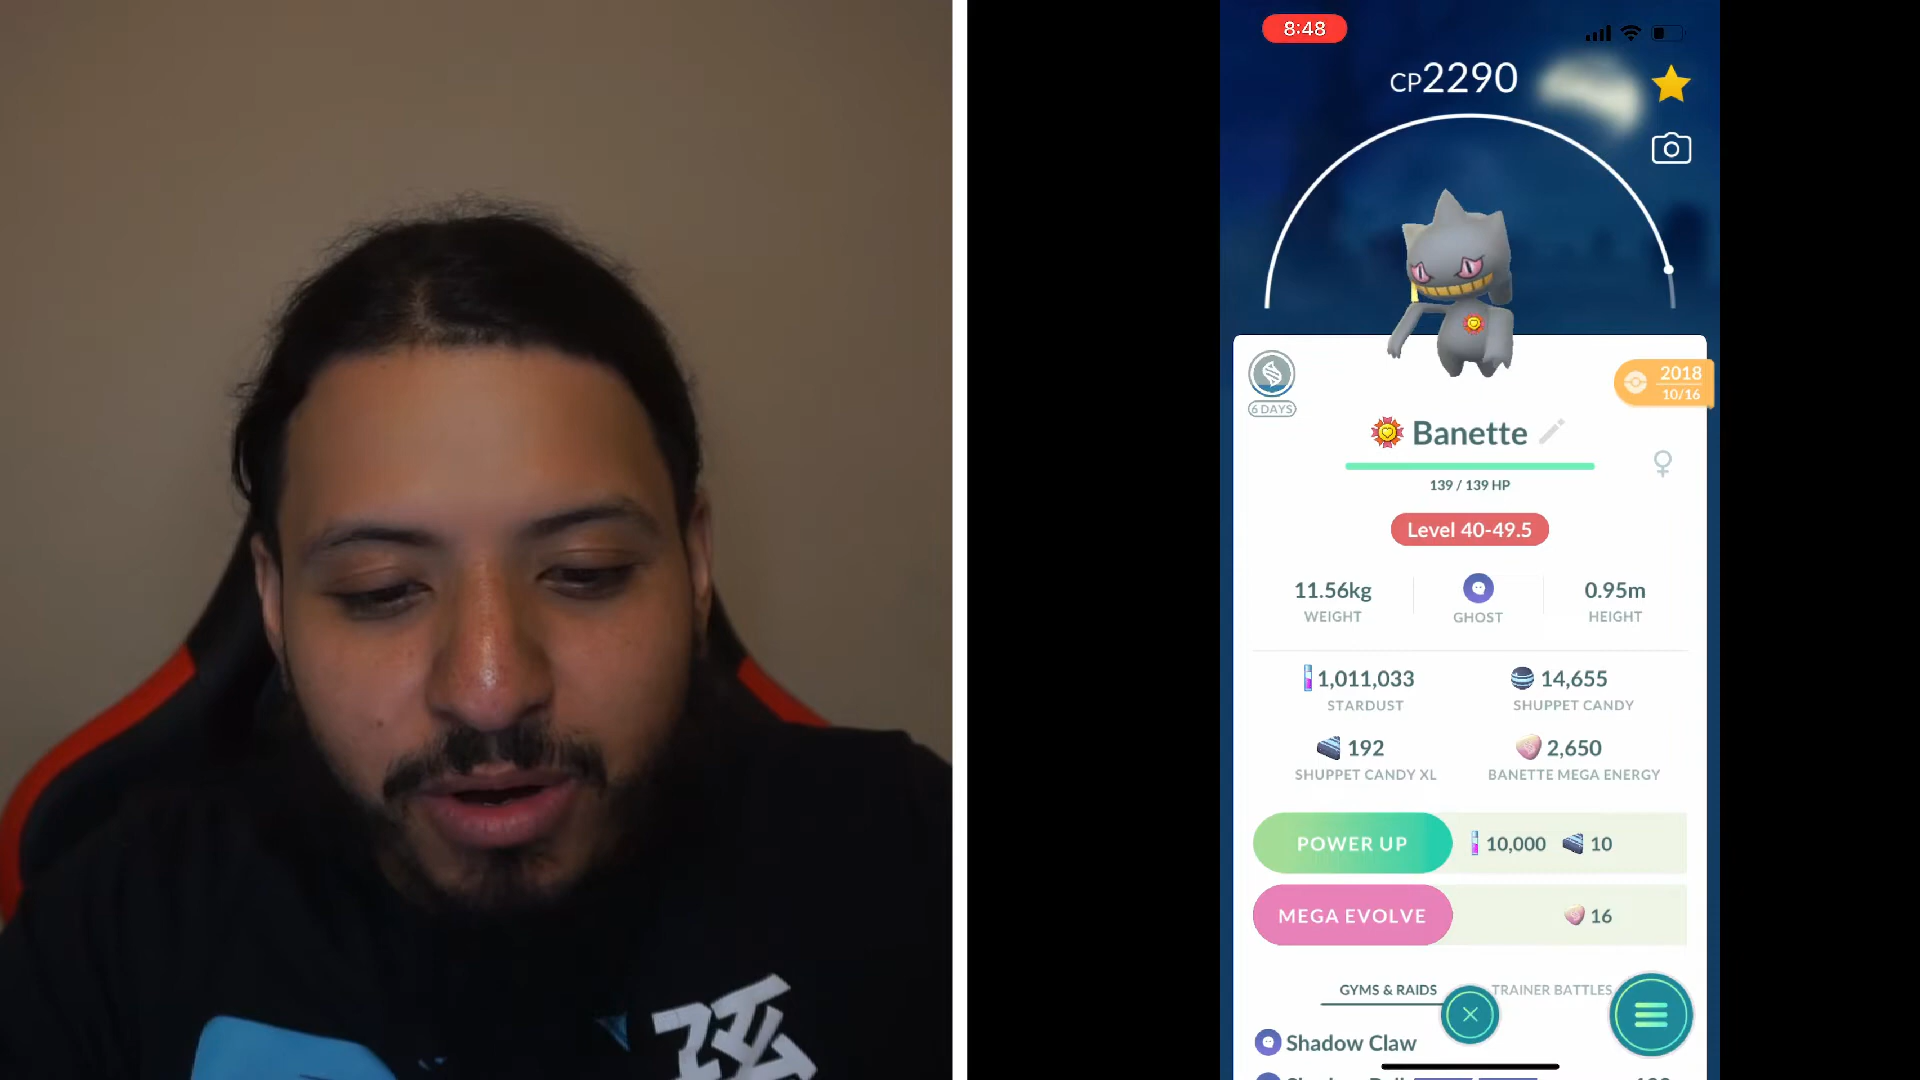 8:48
CP2290
6 DAYS
2018
10/16
Banette
139 / 139 HP
Level 40-49.5
11.56kg
WEIGHT
GHOST
0.95m
HEIGHT
1,011,033
STARDUST
14,655
SHUPPET CANDY
192
SHUPPET CANDY XL
2,650
BANETTE MEGA ENERGY
POWER UP
10,000
10
MEGA EVOLVE
16
GYMS & RAIDS
TRAINER BATTLES
Shadow Claw